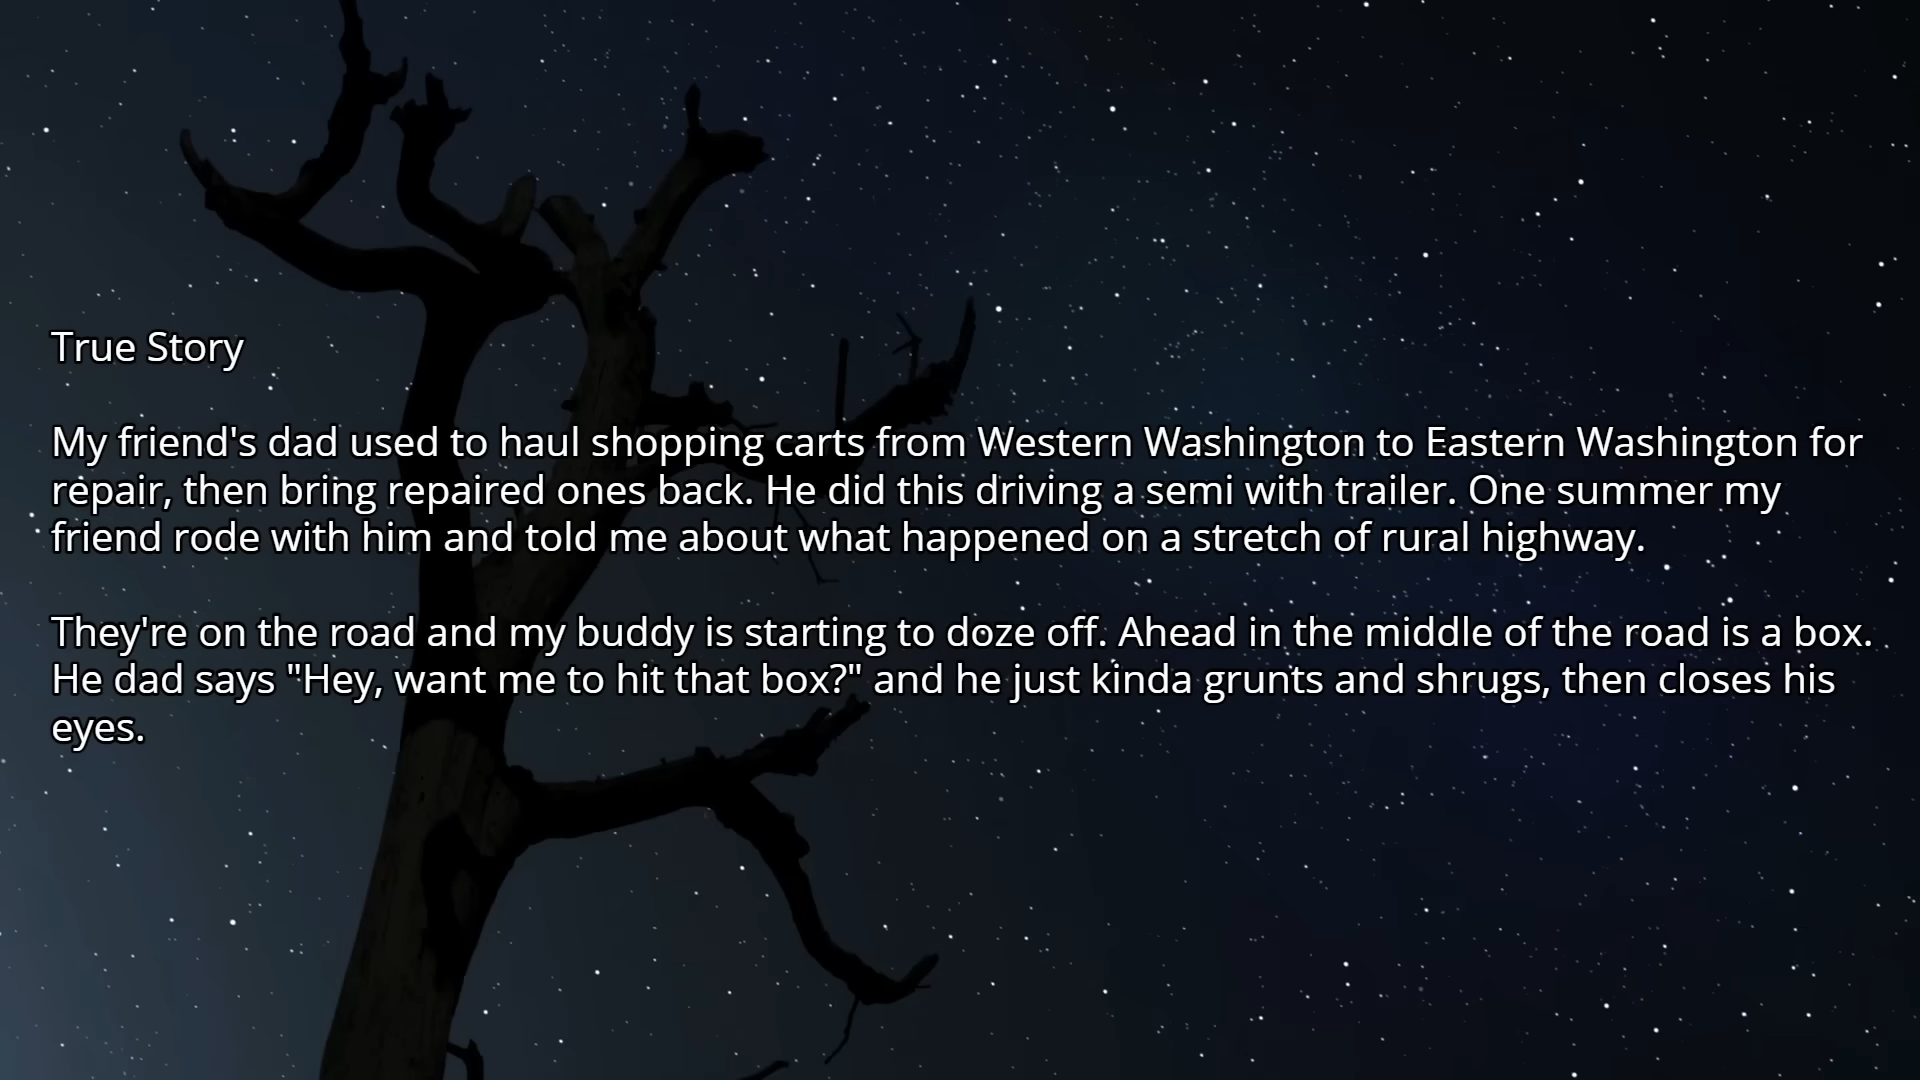 True Story
My friend's dad used to haul shopping carts from Western Washington to Eastern Washington for
repair, then bring repaired ones back. He did this driving a semi with trailer. One summer my
friend rode with him and told me about what happened on a stretch of rural highway.
They're on the road and my buddy is starting to doze off. Ahead in the middle of the road is a box.
He dad says "Hey, want me to hit that box?" and he just kinda grunts and shrugs, then closes his
eyes.